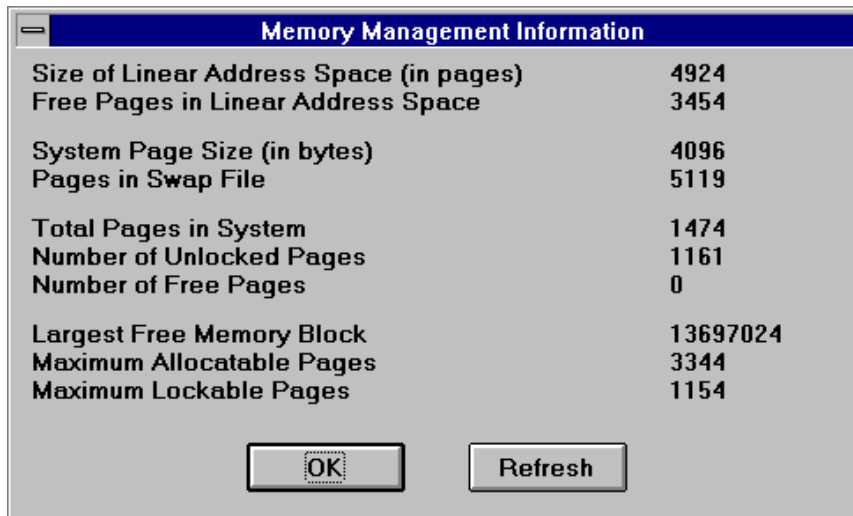 Memory Management Information
Size of Linear Address Space (in pages) 4924
Free Pages in Linear Address Space 3454
System Page Size (in bytes) 4096
Pages in Swap File 5119
Total Pages in System 1474
Number of Unlocked Pages 1161
Number of Free Pages 0
Largest Free Memory Block 13697024
Maximum Allocatable Pages 3344
Maximum Lockable Pages 1154
OK Refresh